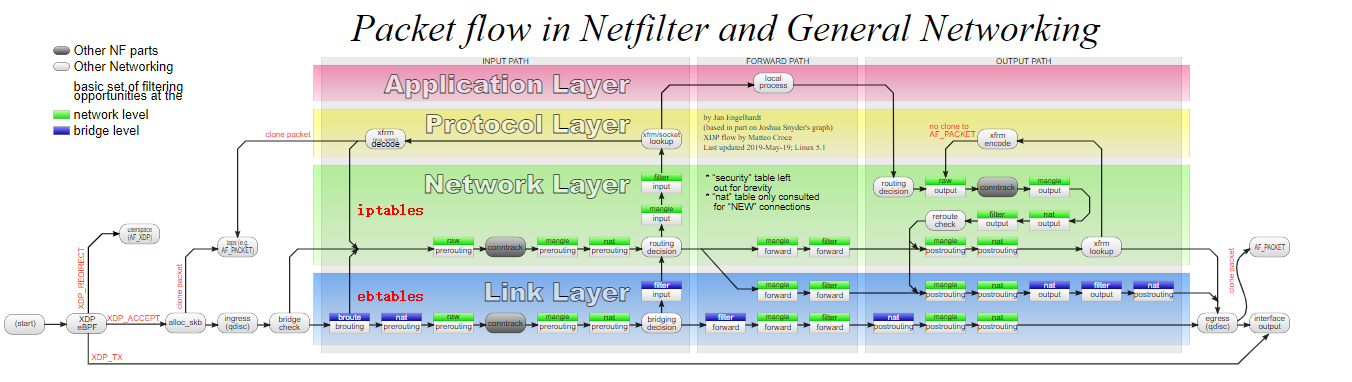 Packet flow in Netfilter and General Networking
Other NF parts
Other Networking
basic set of filtering
opportunities at the
network level
bridge level
INPUT PATH
FORWARD PATH
OUTPUT PATH
Application Layer
local
process
Protocol Layer
clone packet
xfrm
decode
xfrm/socket
lookup
by Jan Engelhardt
(based in part on Joshua Snyder's graph)
XDP flow by Matteo Croce
Last updated 2019-May-19; Linux 5.1
no clone to
AF_PACKET
xfrm
encode
Network Layer
filter
input
* "security" table left
out for brevity
* "nat" table only consulted
for "NEW" connections
routing
decision
raw
output
conntrack
mangle
output
iptables
mangle
input
reroute
check
filter
output
nat
output
userspace
(AF_XDP)
taps (e.g.
AF_PACKET)
raw
prerouting
conntrack
mangle
prerouting
nat
prerouting
routing
decision
mangle
forward
filter
forward
mangle
postrouting
nat
postrouting
xfrm
lookup
AF_PACKET
XDP_REDIRECT
clone packet
clone packet
ebtables
Link Layer
filter
input
mangle
forward
filter
forward
mangle
postrouting
nat
postrouting
nat
output
filter
output
nat
postrouting
(start)
XDP
eBPF
XDP_ACCEPT
alloc_skb
ingress
(qdisc)
bridge
check
broute
brouting
nat
prerouting
raw
prerouting
conntrack
mangle
prerouting
nat
prerouting
bridging
decision
filter
forward
mangle
forward
filter
forward
nat
postrouting
mangle
postrouting
nat
postrouting
egress
(qdisc)
interface
output
XDP_TX